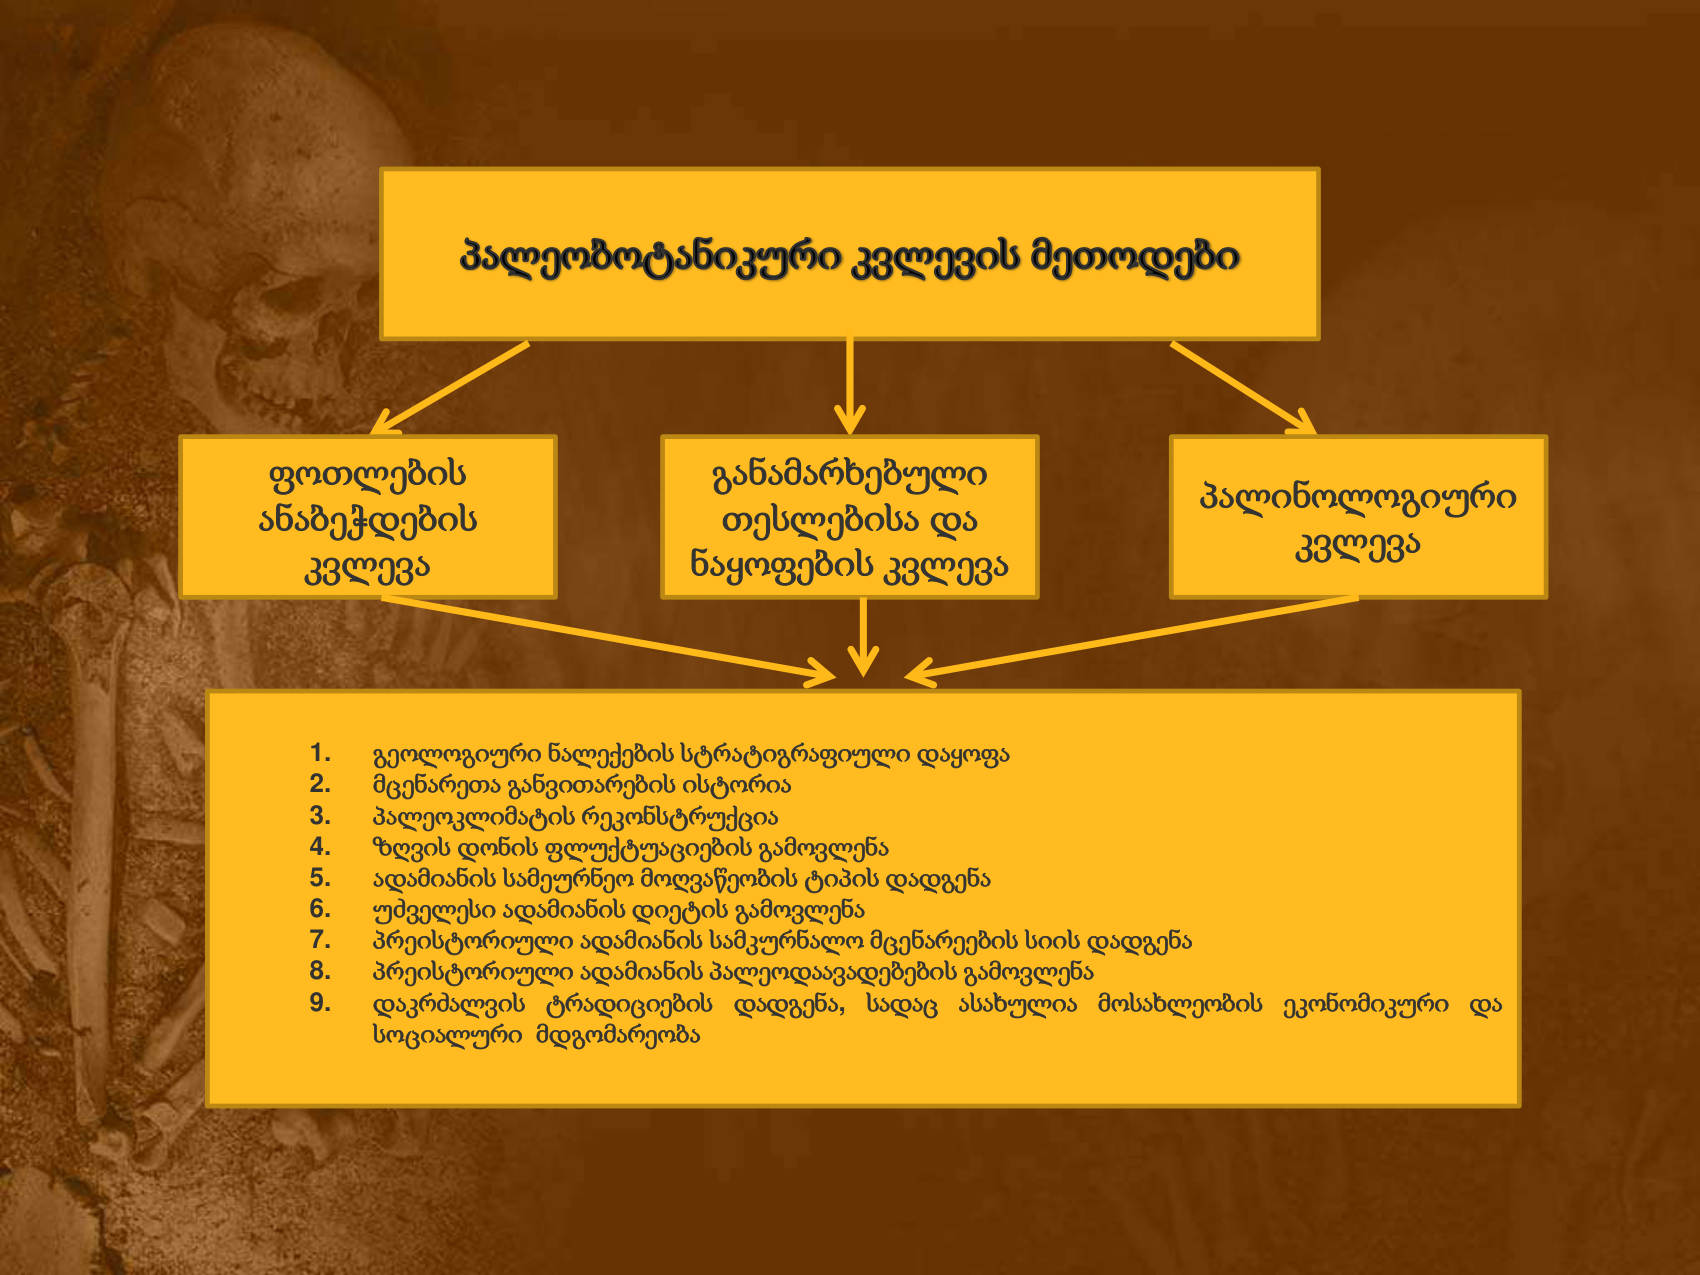 პალეობოტანიკური კვლევის მეთოდები
ფოთლების
ანაბეჭდების
კვლევა
განამარხებული
თესლებისა და
ნაყოფების კვლევა
პალინოლოგიური
კვლევა
1. გეოლოგიური ნალექების სტრატიგრაფიული დაყოფა
2. მცენარეთა განვითარების ისტორია
3. პალეოკლიმატის რეკონსტრუქცია
4. ზღვის დონის ფლუქტუაციების გამოვლენა
5. ადამიანის სამეურნეო მოღვაწეობის ტიპის დადგენა
6. უძველესი ადამიანის დიეტის გამოვლენა
7. პრეისტორიული ადამიანის სამკურნალო მცენარეების სიის დადგენა
8. პრეისტორიული ადამიანის პალეოდაავადებების გამოვლენა
9. დაკრძალვის ტრადიციების დადგენა, სადაც ასახულია მოსახლეობის ეკონომიკური და
სოციალური მდგომარეობა